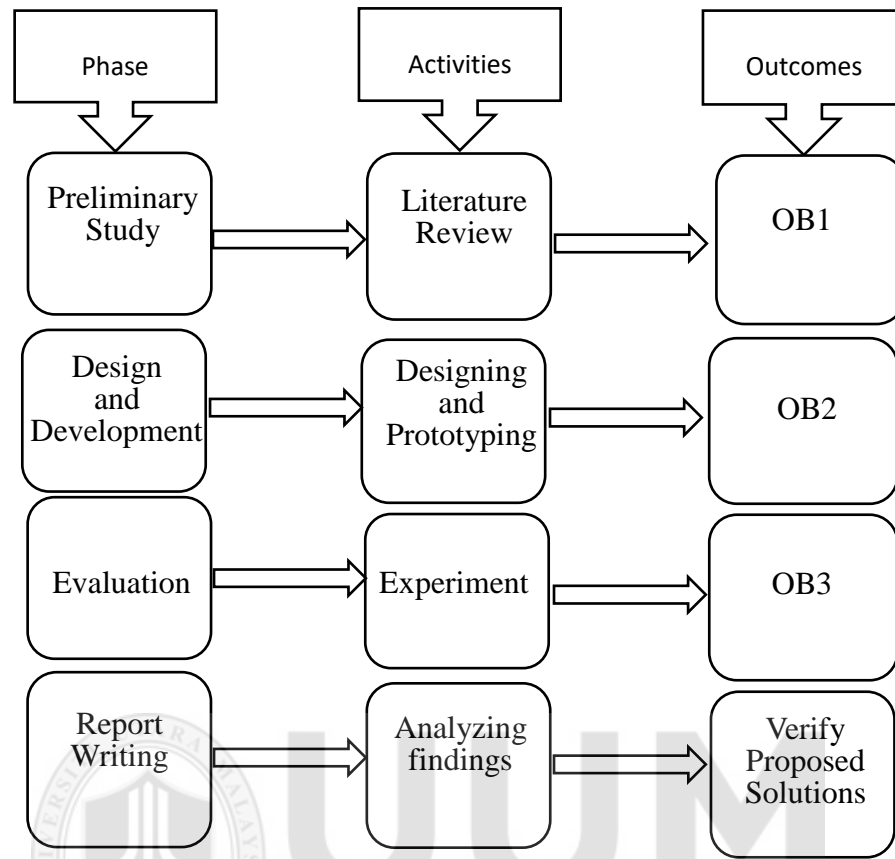 Phase
Activities
Outcomes
Preliminary
Study
Literature
Review
OB1
Design
and
Development
Designing
and
Prototyping
OB2
Evaluation
Experiment
OB3
Report
Writing
Analyzing
findings
Verify
Proposed
Solutions
UUM